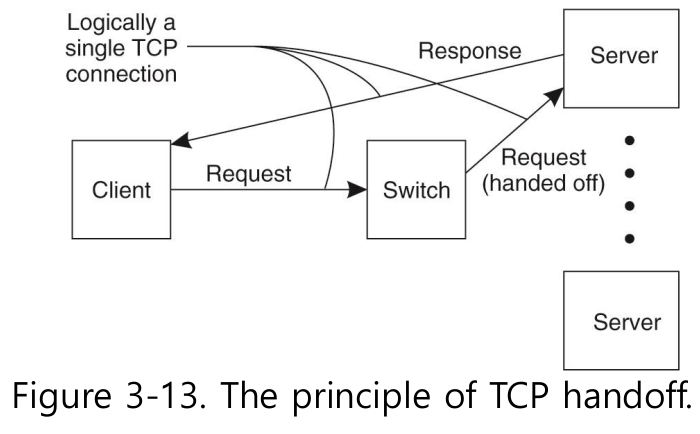 Logically a
single TCP
connection
Response
Server
Client
Request
Switch
Request
(handed off)
Server
Figure 3-13. The principle of TCP handoff.